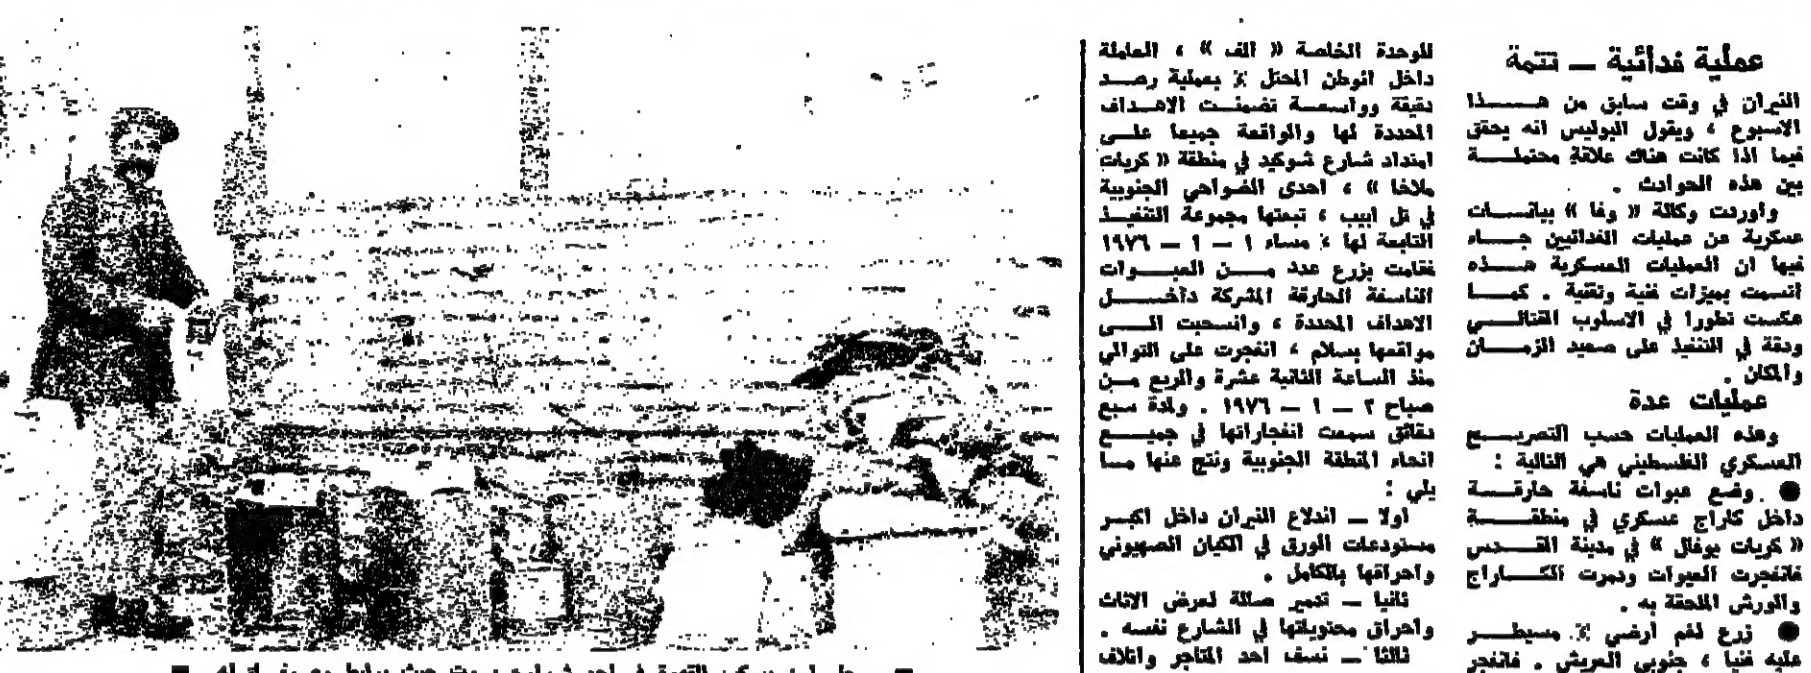 عملية فدائية — تتمة
النيران في وقت سابق من هـــــذا
الاسبوع ، ويقول البوليس انه يحقق
فيما اذا كانت هناك علاقة محتملـــة
بين هذه الحوادث .
واوردت وكالة « وفا » بيانـــات
عسكرية عن عمليات الفدائيين جـــاء
فيها ان العمليات العسكرية هـــذه
أتسمت بميزات فنية وتقنية . كمـــا
عكست تطورا في الاسلوب القتالـــي
ودقة في التنفيذ على صعيد الزمـــان
والمكان .
عمليات عدة
وهذه العمليات حسب التصريـــح
العسكري الفلسطيني هي التالية :
● وضع عبوات ناسفة حارقـــة
داخل كاراج عسكري في منطقـــة
« كريات يوفال » في مدينة القـــدس
فانفجرت العبوات ودمرت الكـــاراج
والورش الملحقة به .
● زرع لغم ارضي ٪ مسيطـــر
عليه فنيا ، جنوبي العريش . فانفجر
للوحدة الخاصة « الف » ، العاملة
داخل الوطن المحتل ٪ بعملية رصـــد
دقيقة وواسعـــة تضمنـــت الاهـــداف
المحددة لها والواقعة جميعا علـــى
امتداد شارع شوكيد في منطقة « كريات
ملاخا » ، احدى الضواحي الجنوبية
في تل ابيب ، تبعتها مجموعة التنفيـــذ
التابعة لها ٪ مساء ١ — ١ — ١٩٧٦
فقامت بزرع عدد مـــن العبـــوات
الناسفة الحارقة المشركة داخـــل
الاهداف المحددة ، وانسحبت الـــى
مواقعها بسلام ، انفجرت على التوالي
منذ الساعة الثانية عشرة والربع مـــن
صباح ٢ — ١ — ١٩٧٦ . ولمدة سبع
دقائق سمعت انفجاراتها في جميـــع
انحاء المنطقة الجنوبية ونتج عنها مـــا
يلي :
اولا — اندلاع النيران داخل اكبـــر
مستودعات الورق في الكيان الصهيوني
واحراقها بالكامل .
ثانيا — تدمير صالة لعرض الاثاث
واحراق محتوياتها في الشارع نفسه .
ثالثا — نسف احد المتاجر واتلاف